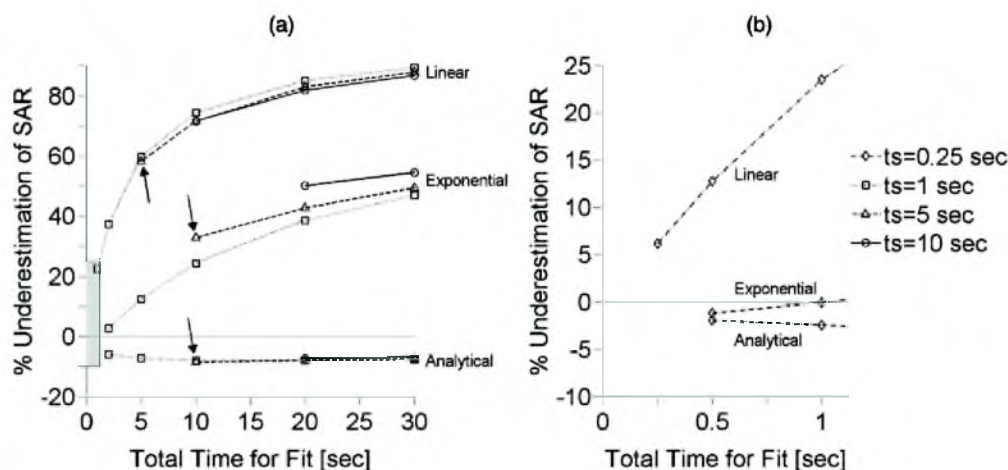 (a)
% Underestimation of SAR
80
60
40
20
0
-20
0
5
10
20
30
Total Time for Fit [sec]
Linear
Exponential
Analytical
(b)
% Underestimation of SAR
25
20
15
10
5
0
-5
-10
0
0.5
1
Total Time for Fit [sec]
Linear
Exponential
Analytical
ts=0.25 sec
ts=1 sec
ts=5 sec
ts=10 sec